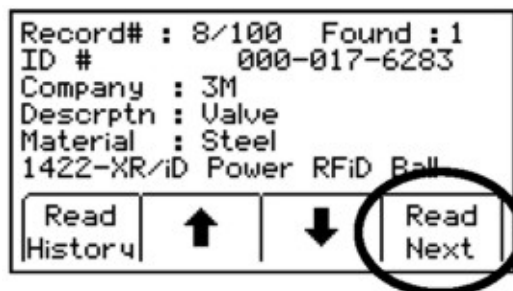 Record# : 8/100 Found :1
ID # 000-017-6283
Company : 3M
Descrptn : Valve
Material : Steel
1422-XR/iD Power RFiD Ball
Read History
Read Next